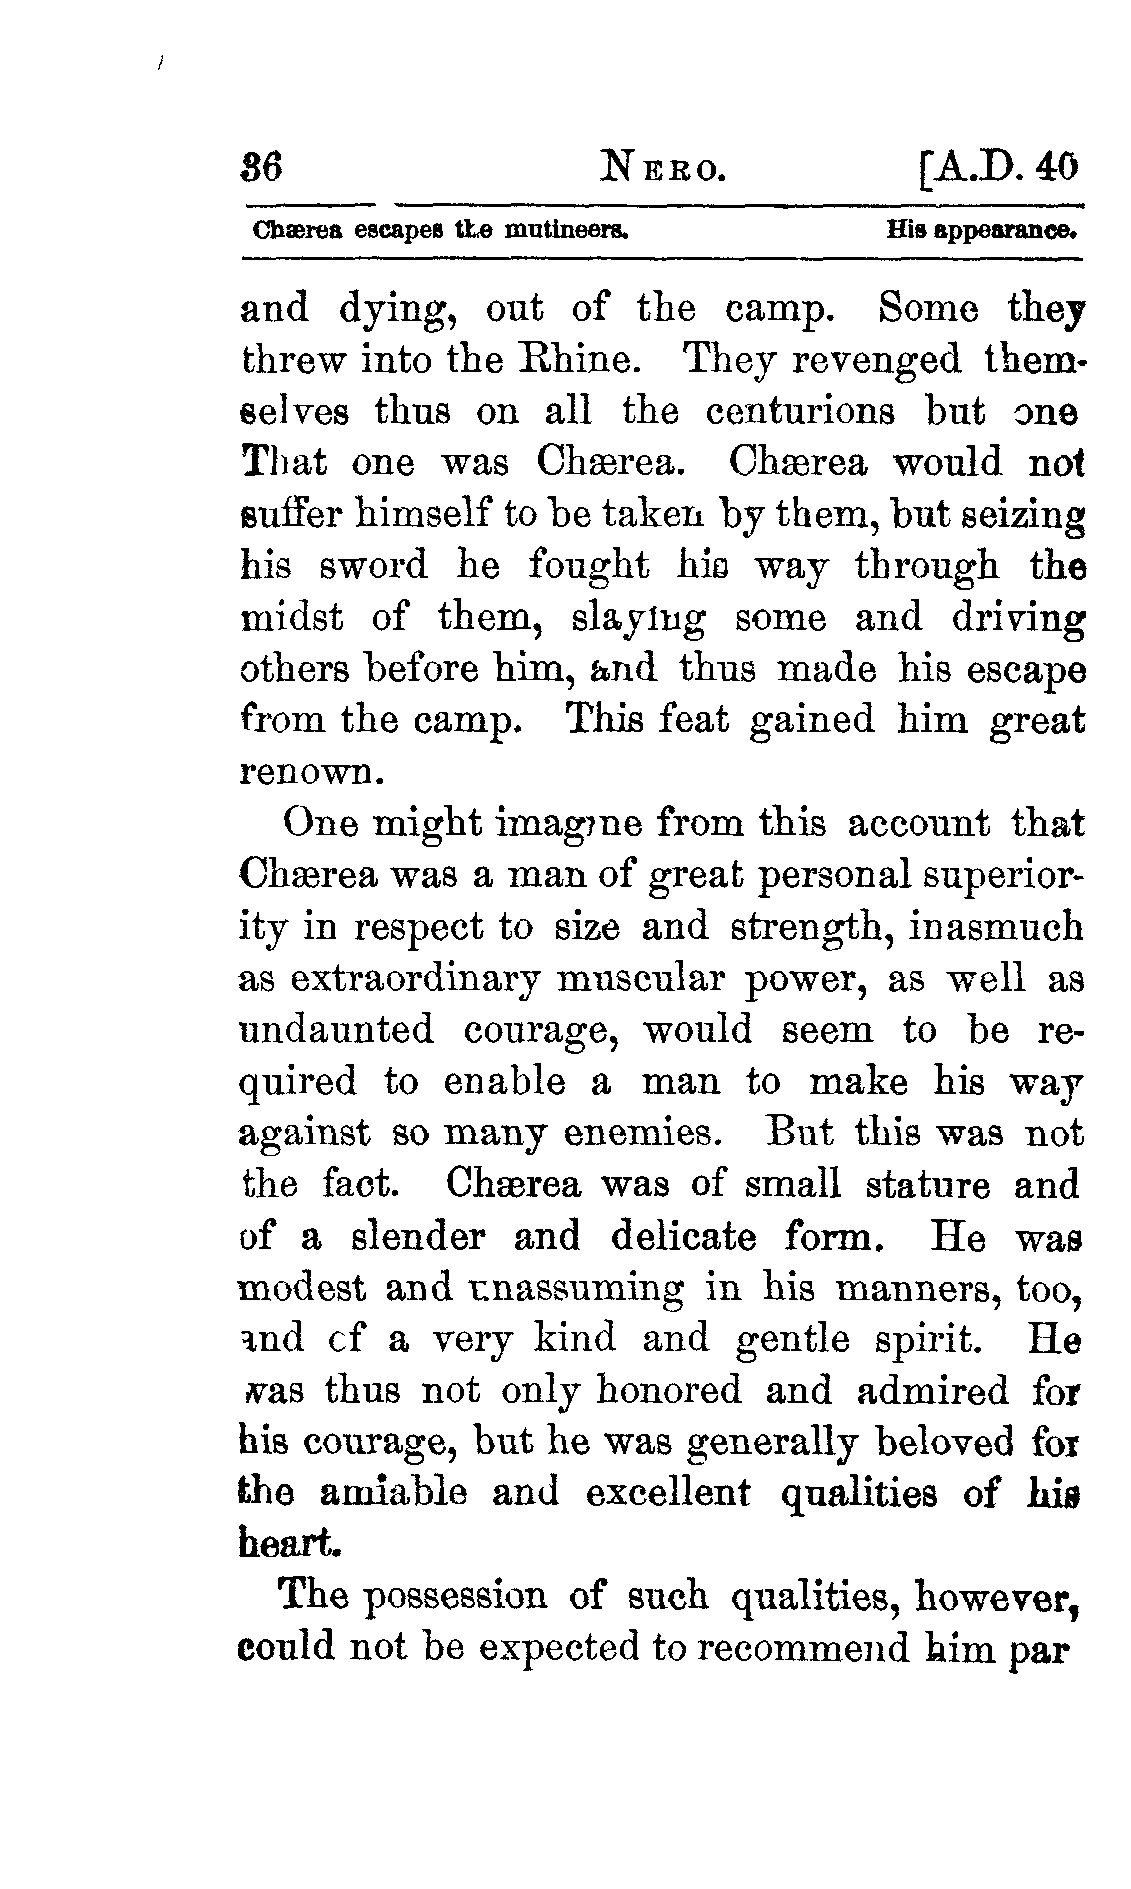 36 NERO. [A.D. 40
Chærea escapes the mutineers. His appearance.
and dying, out of the camp. Some they
threw into the Rhine. They revenged them-
selves thus on all the centurions but one
That one was Chærea. Chærea would not
suffer himself to be taken by them, but seizing
his sword he fought his way through the
midst of them, slaying some and driving
others before him, and thus made his escape
from the camp. This feat gained him great
renown.
One might imagine from this account that
Chærea was a man of great personal superior-
ity in respect to size and strength, inasmuch
as extraordinary muscular power, as well as
undaunted courage, would seem to be re-
quired to enable a man to make his way
against so many enemies. But this was not
the fact. Chærea was of small stature and
of a slender and delicate form. He was
modest and unassuming in his manners, too,
and of a very kind and gentle spirit. He
was thus not only honored and admired for
his courage, but he was generally beloved for
the amiable and excellent qualities of his
heart.
The possession of such qualities, however,
could not be expected to recommend him par